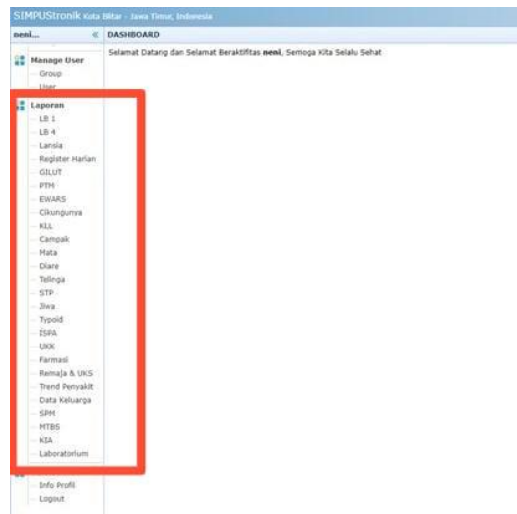 SIMPUStronik Kota Blitar - Jawa Timur, Indonesia
neni... «
DASHBOARD
Selamat Datang dan Selamat Beraktifitas neni, Semoga Kita Selalu Sehat
Manage User
Group
User
Laporan
LB 1
LB 4
Lansia
Register Harian
GILUT
PTM
EWARS
Cikungunya
KLL
Campak
Mata
Diare
Telinga
STP
Jiwa
Typoid
ISPA
UKK
Farmasi
Remaja & UKS
Trend Penyakit
Data Keluarga
SPM
MTBS
KIA
Laboratorium
Info Profil
Logout